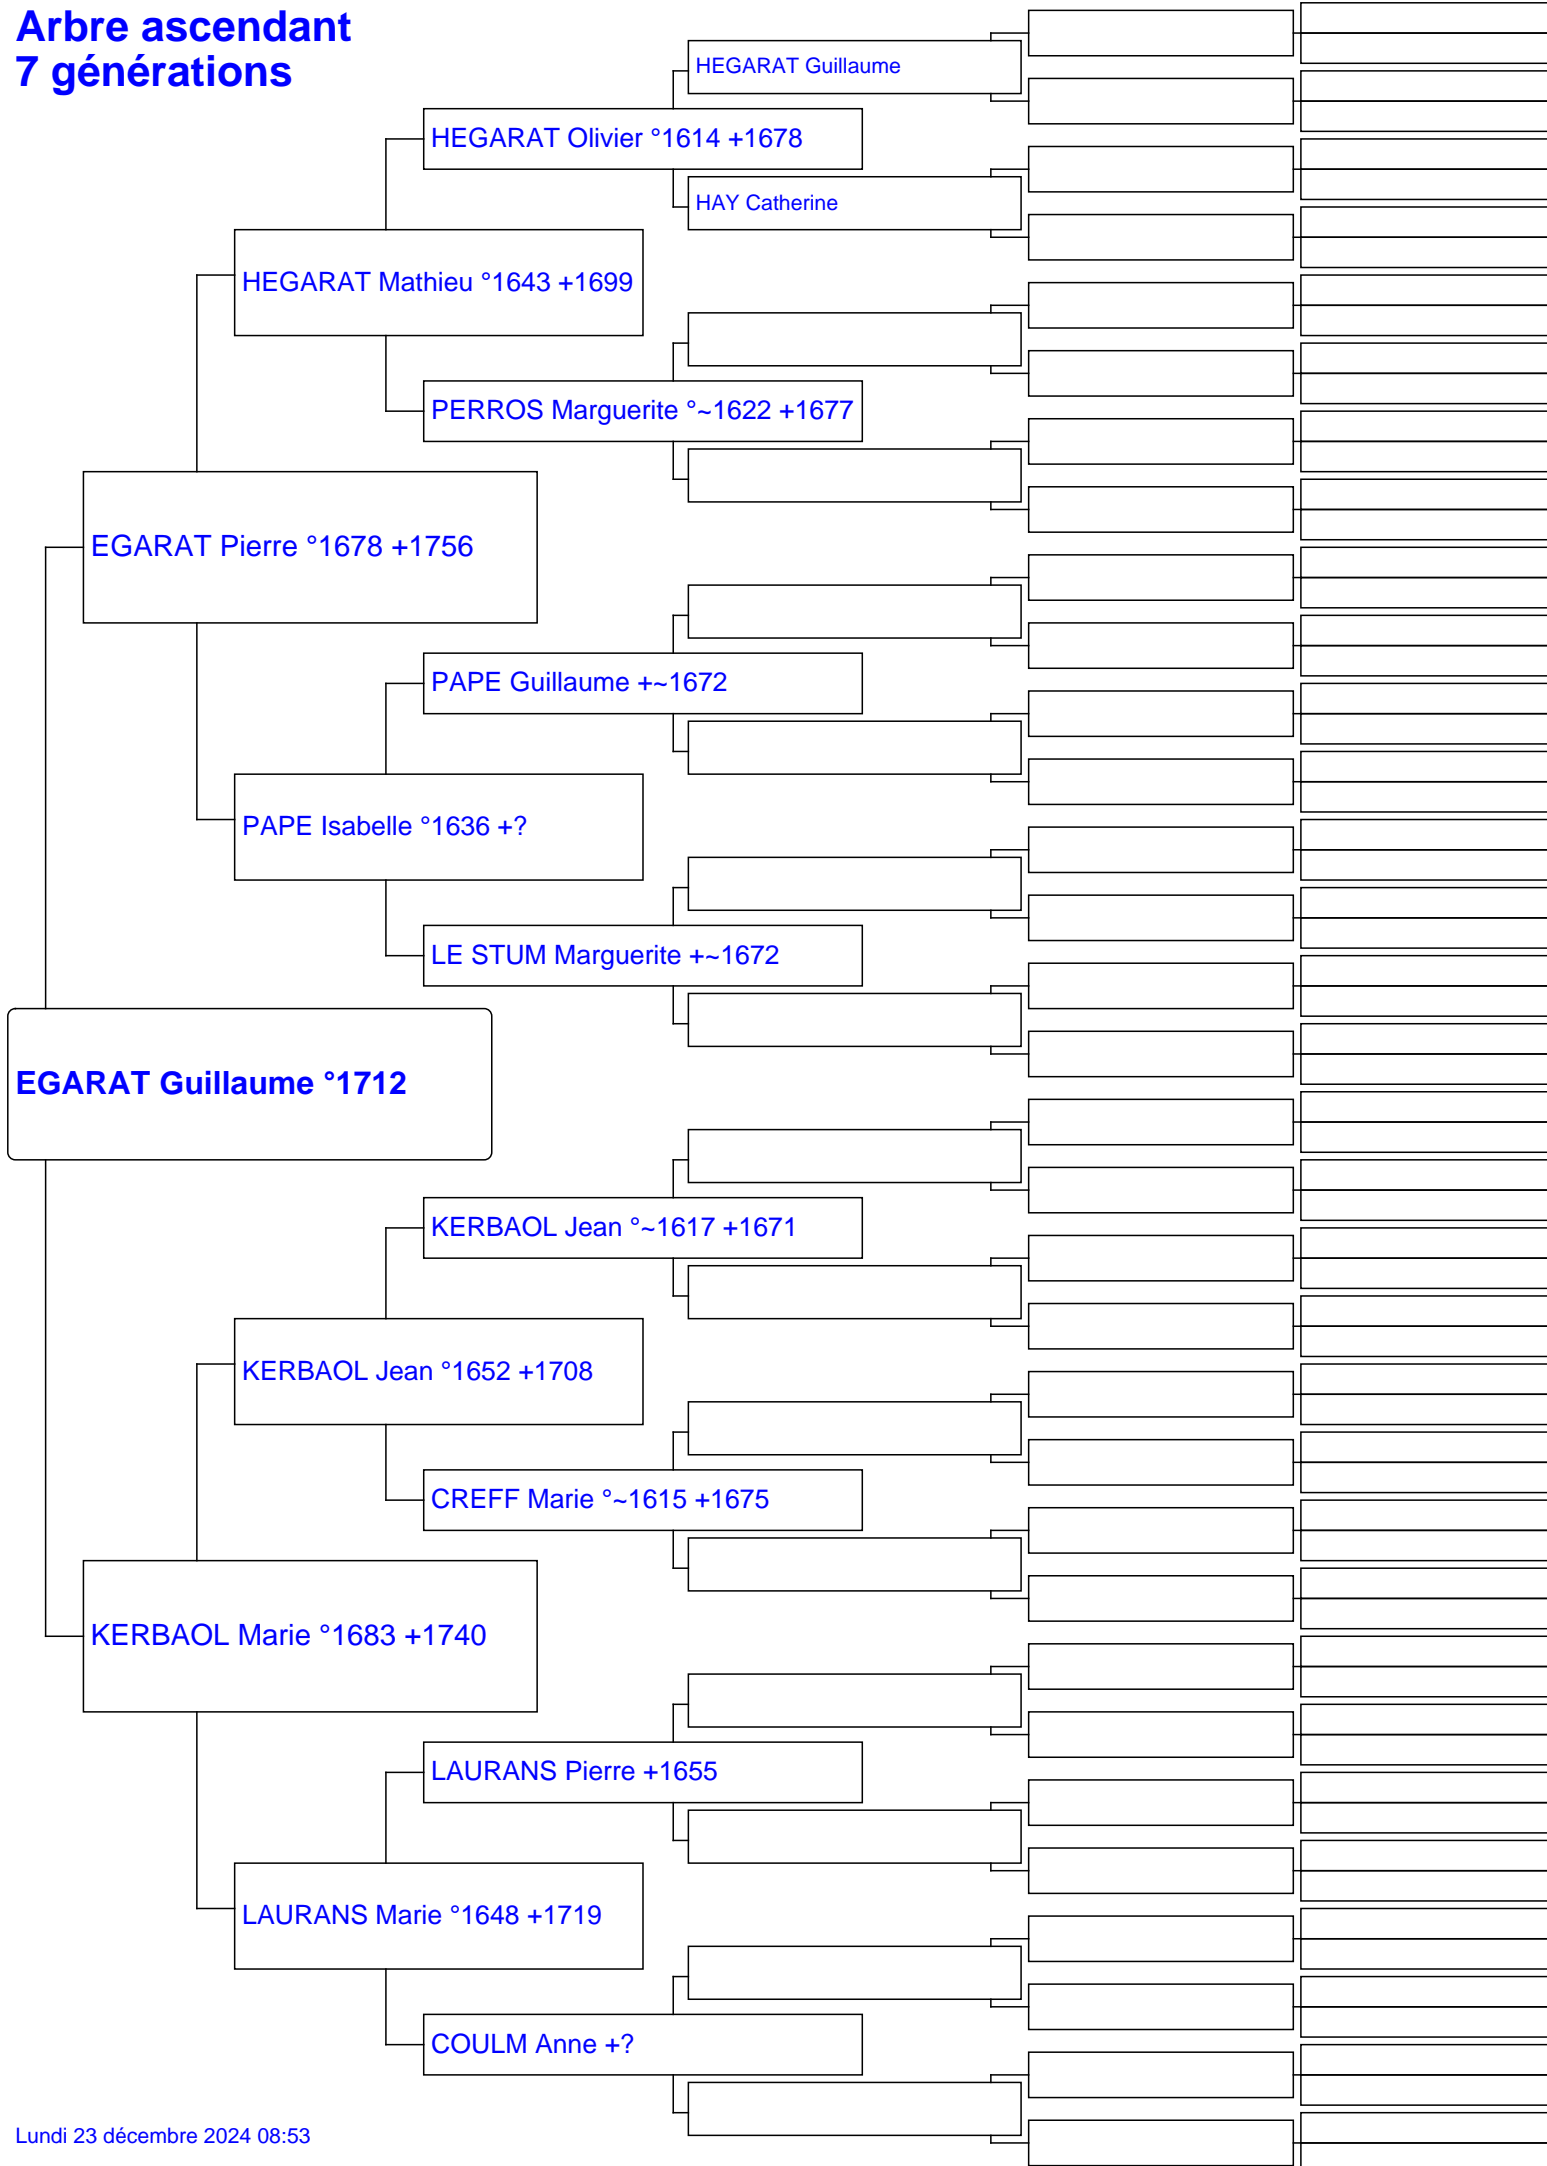 Arbre ascendant
7 générations
HEGARAT Guillaume
HEGARAT Olivier °1614 +1678
HAY Catherine
HEGARAT Mathieu °1643 +1699
PERROS Marguerite °~1622 +1677
EGARAT Pierre °1678 +1756
PAPE Guillaume +~1672
PAPE Isabelle °1636 +?
LE STUM Marguerite +~1672
EGARAT Guillaume °1712
KERBAOL Jean °~1617 +1671
KERBAOL Jean °1652 +1708
CREFF Marie °~1615 +1675
KERBAOL Marie °1683 +1740
LAURANS Pierre +1655
LAURANS Marie °1648 +1719
COULM Anne +?
Lundi 23 décembre 2024 08:53